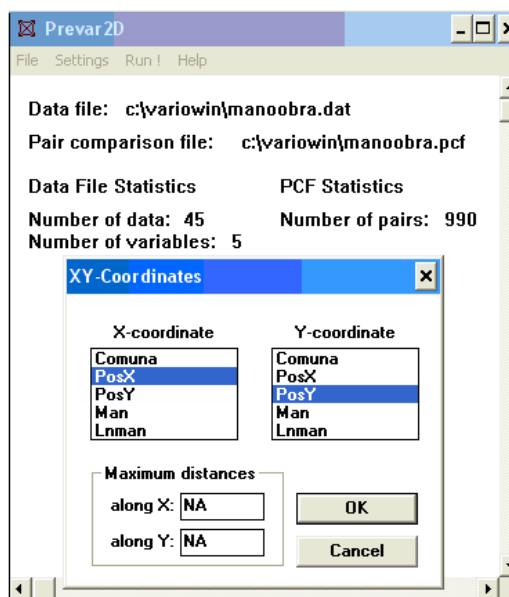 Prevar2D
File Settings Run ! Help
Data file: c:\variowin\manoobra.dat
Pair comparison file: c:\variowin\manoobra.pcf
Data File Statistics PCF Statistics
Number of data: 45 Number of pairs: 990
Number of variables: 5
XY-Coordinates
X-coordinate Y-coordinate
Comuna Comuna
PosX PosX
PosY PosY
Man Man
Lnman Lnman
Maximum distances
along X: NA OK
along Y: NA Cancel